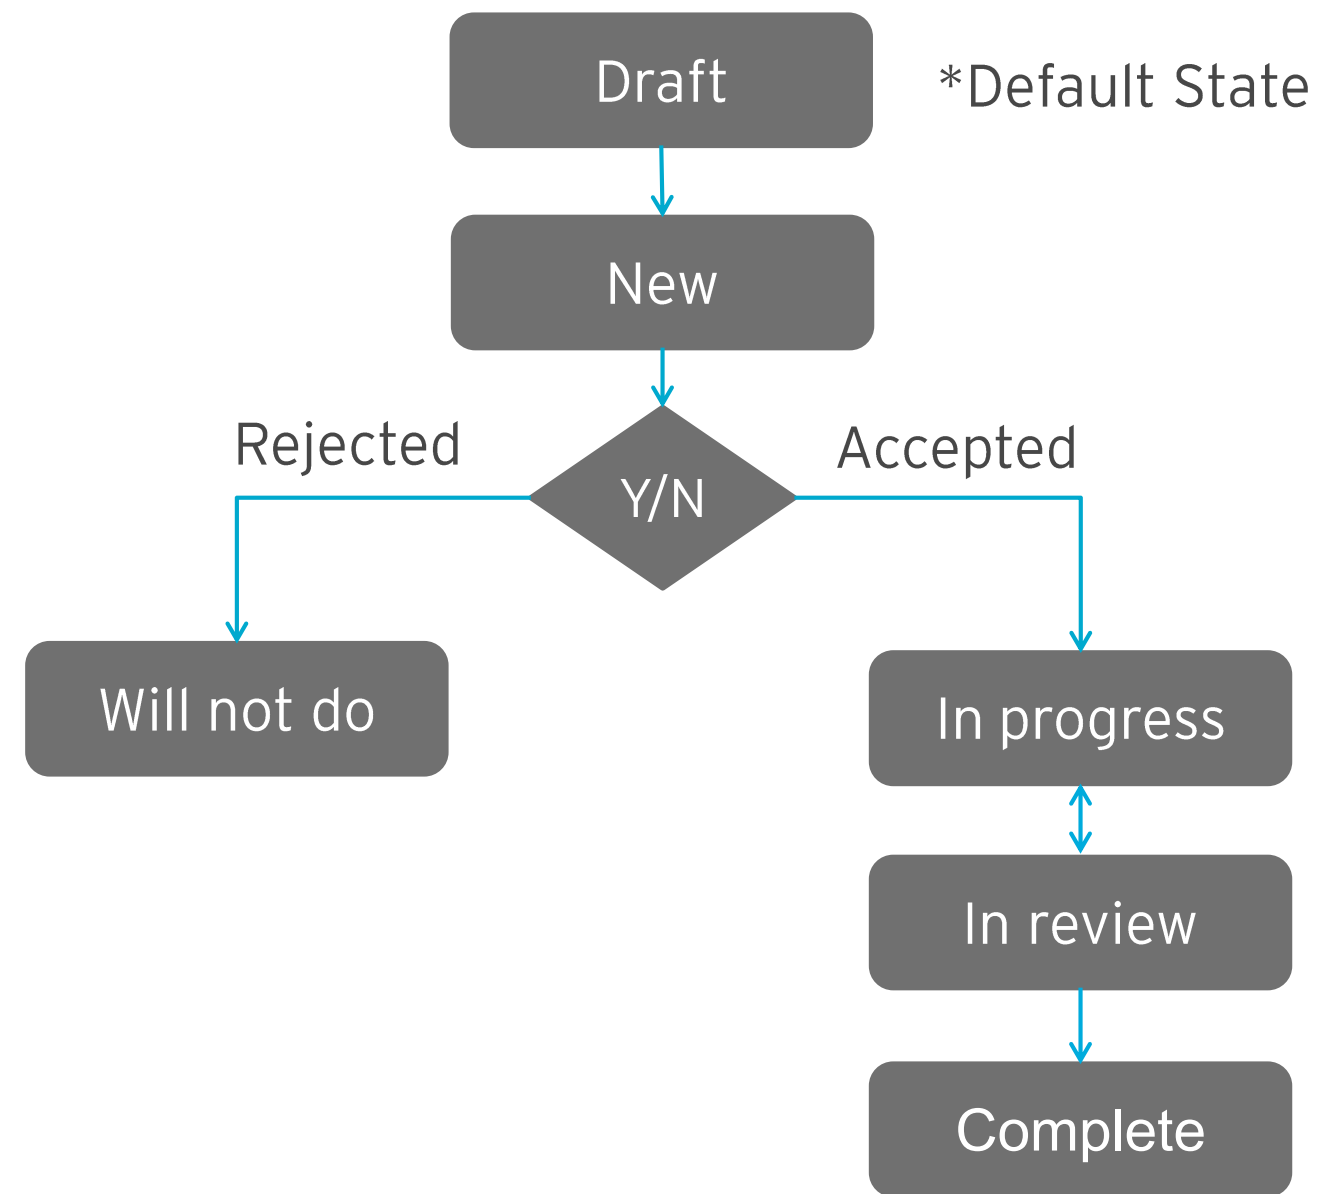 Draft
*Default State
New
Rejected
Accepted
Y/N
Will not do
In progress
In review
Complete